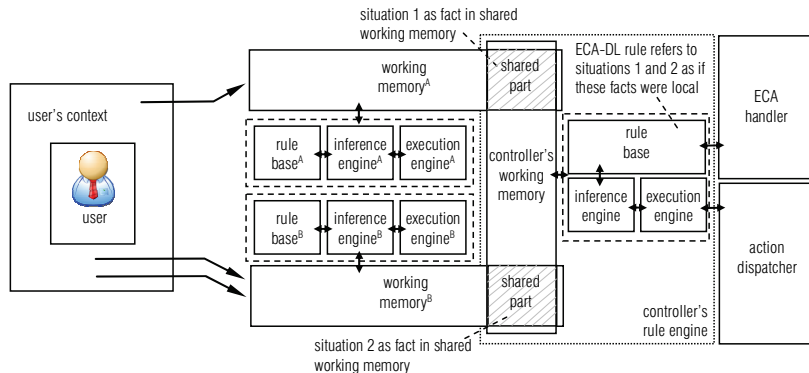 situation 1 as fact in shared
working memory
ECA-DL rule refers to
situations 1 and 2 as if
these facts were local
working
memoryA
shared
part
ECA
handler
user's context
user
rule
baseA
inference
engineA
execution
engineA
controller's
working
memory
rule
base
inference
engine
execution
engine
rule
baseB
inference
engineB
execution
engineB
action
dispatcher
working
memoryB
shared
part
controller's
rule engine
situation 2 as fact in shared
working memory